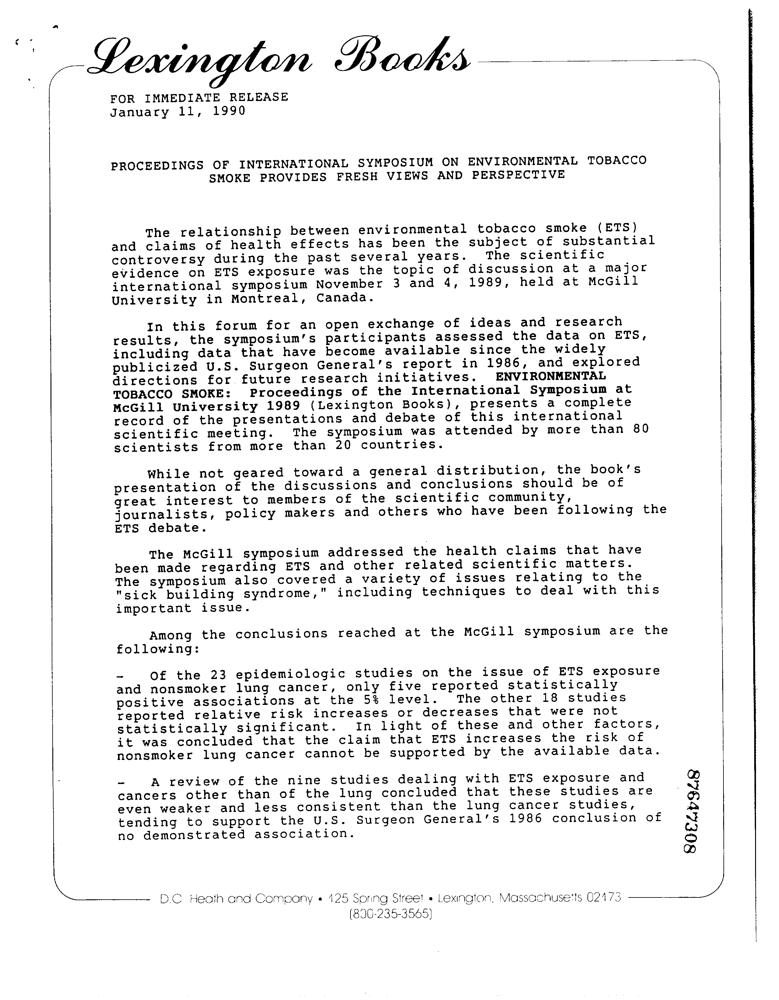 Lexington Books
FOR IMMEDIATE RELEASE
January 11, 1990
PROCEEDINGS OF INTERNATIONAL SYMPOSIUM ON ENVIRONMENTAL TOBACCO
SMOKE PROVIDES FRESH VIEWS AND PERSPECTIVE
The relationship between environmental tobacco smoke (ETS)
and claims of health effects has been the subject of substantial
controversy during the past several years. The scientific
evidence on ETS exposure was the topic of discussion at a major
international symposium November 3 and 4, 1989, held at McGill
University in Montreal, Canada.
In this forum for an open exchange of ideas and research
results, the symposium's participants assessed the data on ETS,
including data that have become available since the widely
publicized U.S. Surgeon General's report in 1986, and explored
directions for future research initiatives. ENVIRONMENTAL
TOBACCO SMOKE: Proceedings of the International Symposium at
McGill University 1989 (Lexington Books), presents a complete
record of the presentations and debate of this international
scientific meeting. The symposium was attended by more than 80
scientists from more than 20 countries.
While not geared toward a general distribution, the book's
presentation of the discussions and conclusions should be of
great interest to members of the scientific community,
journalists, policy makers and others who have been following the
ETS debate.
The McGill symposium addressed the health claims that have
been made regarding ETS and other related scientific matters.
The symposium also covered a variety of issues relating to the
"sick building syndrome," including techniques to deal with this
important issue.
Among the conclusions reached at the McGill symposium are the
following:
- Of the 23 epidemiologic studies on the issue of ETS exposure
and nonsmoker lung cancer, only five reported statistically
positive associations at the 5% level. The other 18 studies
reported relative risk increases or decreases that were not
statistically significant. In light of these and other factors,
it was concluded that the claim that ETS increases the risk of
nonsmoker lung cancer cannot be supported by the available data.
- A review of the nine studies dealing with ETS exposure and
cancers other than of the lung concluded that these studies are
even weaker and less consistent than the lung cancer studies,
tending to support the U.S. Surgeon General's 1986 conclusion of
no demonstrated association.
87647308
D.C. Heath and Company • 125 Spring Street • Lexington, Massachusetts 02173
(800-235-3565)